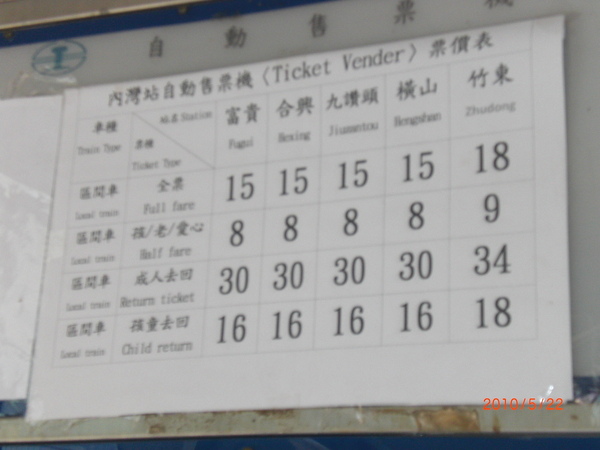 自動售票機
內灣站自動售票機〈Ticket Vender〉票價表
車種 Train Type 站名 Station 票種 Ticket Type 富貴 Fugui 合興 Hexing 九讚頭 Jiuzantou 橫山 Hengshan 竹東 Zhudong
區間車 Local train 全票 Full fare 15 15 15 15 18
區間車 Local train 孩/老/愛心 Half fare 8 8 8 8 9
區間車 Local train 成人去回 Return ticket 30 30 30 30 34
區間車 Local train 孩童去回 Child return 16 16 16 16 18
2010/5/22